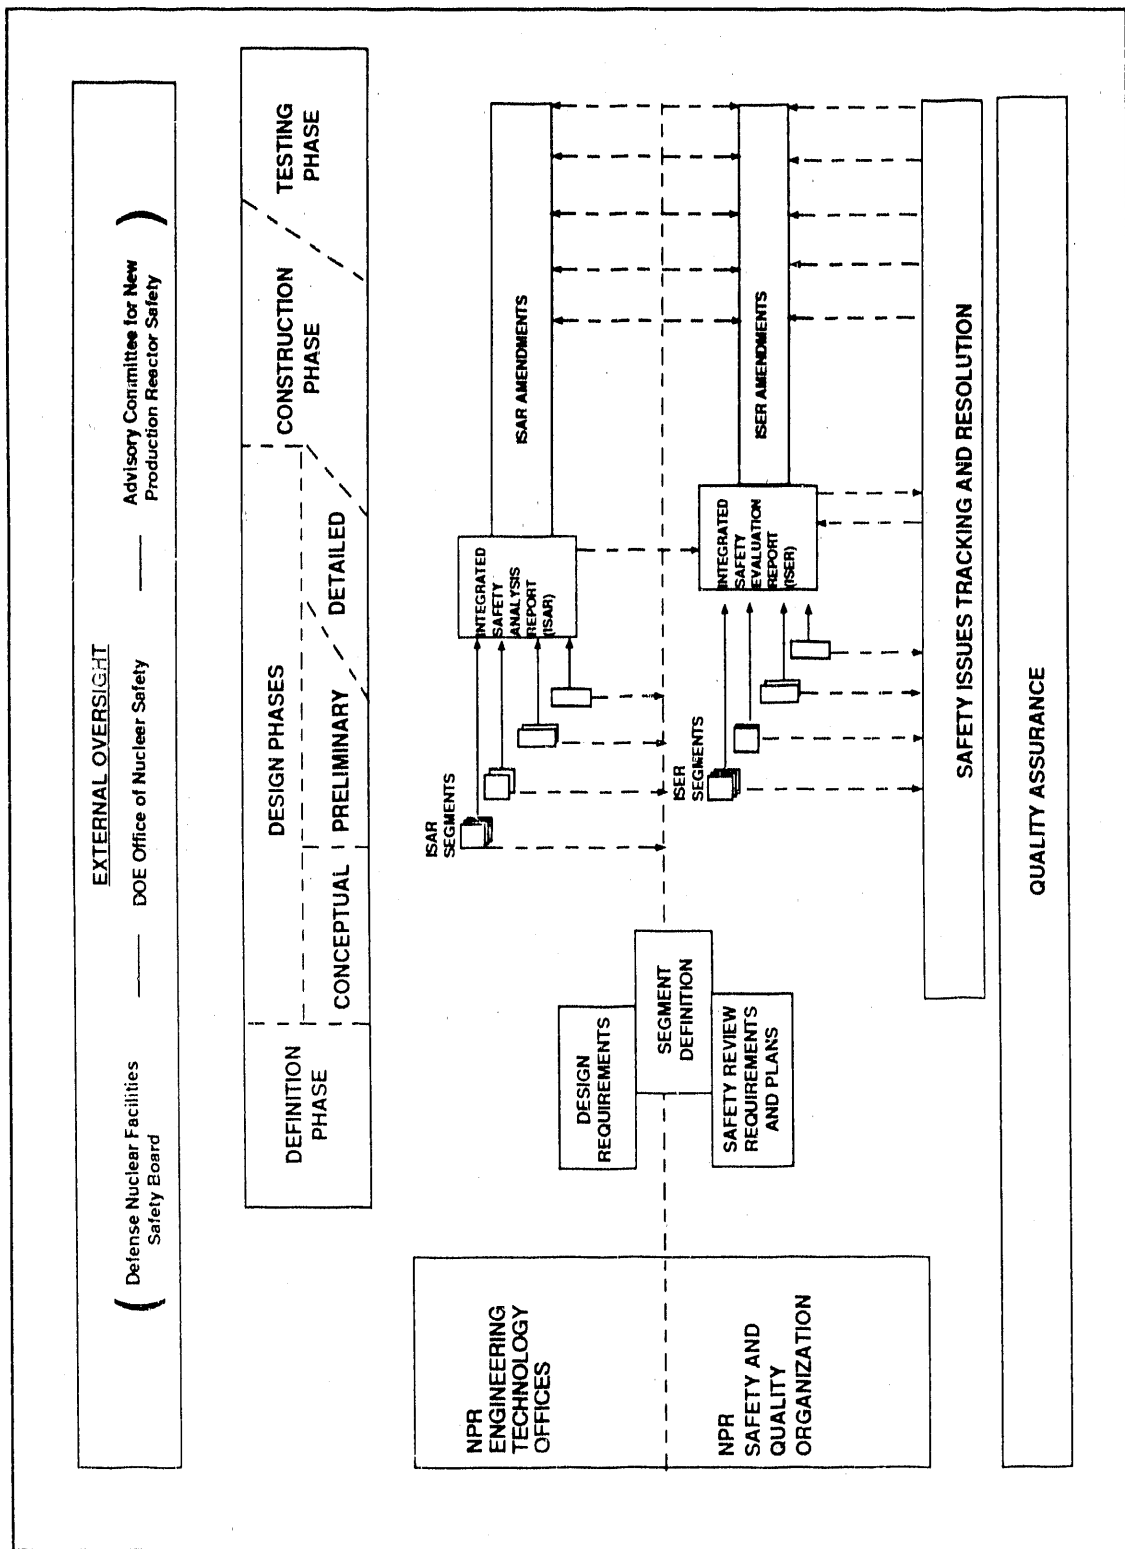 EXTERNAL OVERSIGHT
( Defense Nuclear Facilities
Safety Board
DOE Office of Nuclear Safety
Advisory Committee for New
Production Reactor Safety )
DEFINITION
PHASE
DESIGN PHASES
CONCEPTUAL
PRELIMINARY
DETAILED
CONSTRUCTION
PHASE
TESTING
PHASE
NPR
ENGINEERING
TECHNOLOGY
OFFICES
DESIGN
REQUIREMENTS
SEGMENT
DEFINITION
SAFETY REVIEW
REQUIREMENTS
AND PLANS
ISAR
SEGMENTS
INTEGRATED
SAFETY
ANALYSIS
REPORT
(ISAR)
ISAR AMENDMENTS
NPR
SAFETY AND
QUALITY
ORGANIZATION
ISER
SEGMENTS
INTEGRATED
SAFETY
EVALUATION
REPORT
(ISER)
ISER AMENDMENTS
SAFETY ISSUES TRACKING AND RESOLUTION
QUALITY ASSURANCE